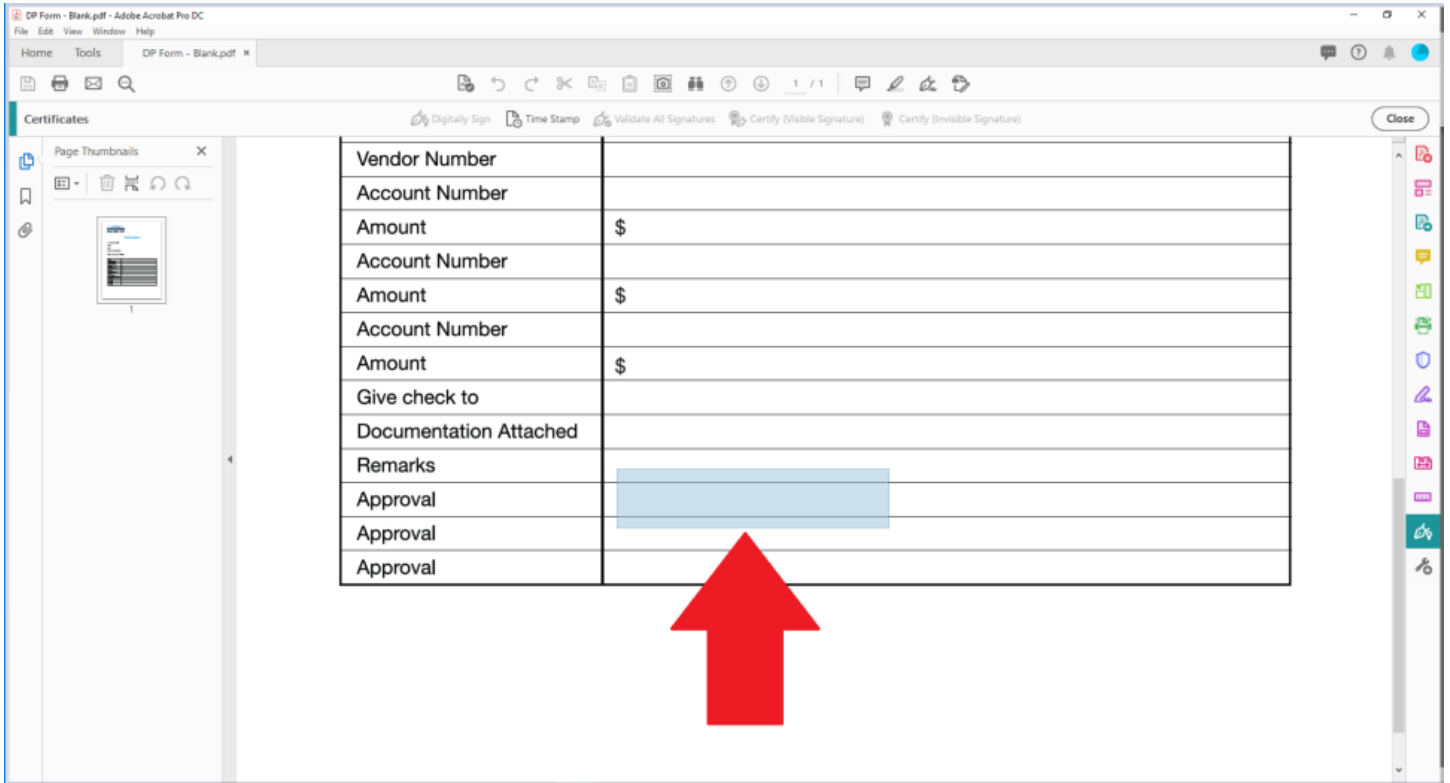 DP Form - Blank.pdf - Adobe Acrobat Pro DC
File Edit View Window Help
Home Tools DP Form - Blank.pdf ×
1 / 1
Certificates Digitally Sign Time Stamp Validate All Signatures Certify (Visible Signature) Certify (Invisible Signature) Close
Page Thumbnails
1
Vendor Number
Account Number
Amount $
Account Number
Amount $
Account Number
Amount $
Give check to
Documentation Attached
Remarks
Approval
Approval
Approval